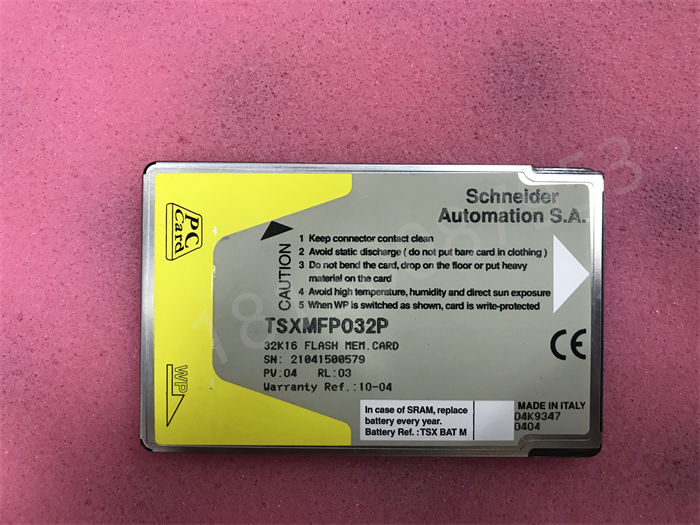 PC
Card
WP
CAUTION
Schneider
Automation S.A.
1 Keep connector contact clean
2 Avoid static discharge ( do not put bare card in clothing )
3 Do not bend the card, drop on the floor or put heavy
material on the card
4 Avoid high temperature, humidity and direct sun exposure
5 When WP is switched as shown, card is write-protected
TSXMFP032P
32K16 FLASH MEM.CARD
SN: 21041500579
PV:04 RL:03
Warranty Ref.:10-04
CE
In case of SRAM, replace
battery every year.
Battery Ref. :TSX BAT M
MADE IN ITALY
04K9347
0404